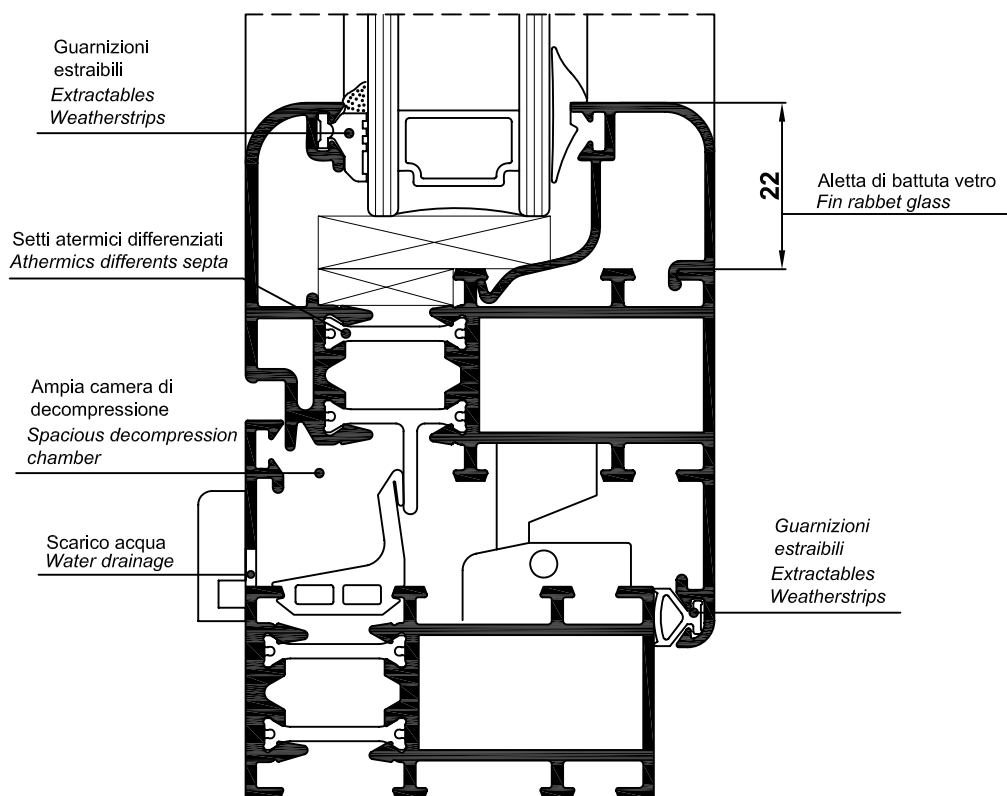 Guarnizioni
estraibili
Extractables
Weatherstrips
Setti atermici differenziati
Athermics differents septa
Ampia camera di
decompressione
Spacious decompression
chamber
Scarico acqua
Water drainage
22
Aletta di battuta vetro
Fin rabbet glass
Guarnizioni
estraibili
Extractables
Weatherstrips